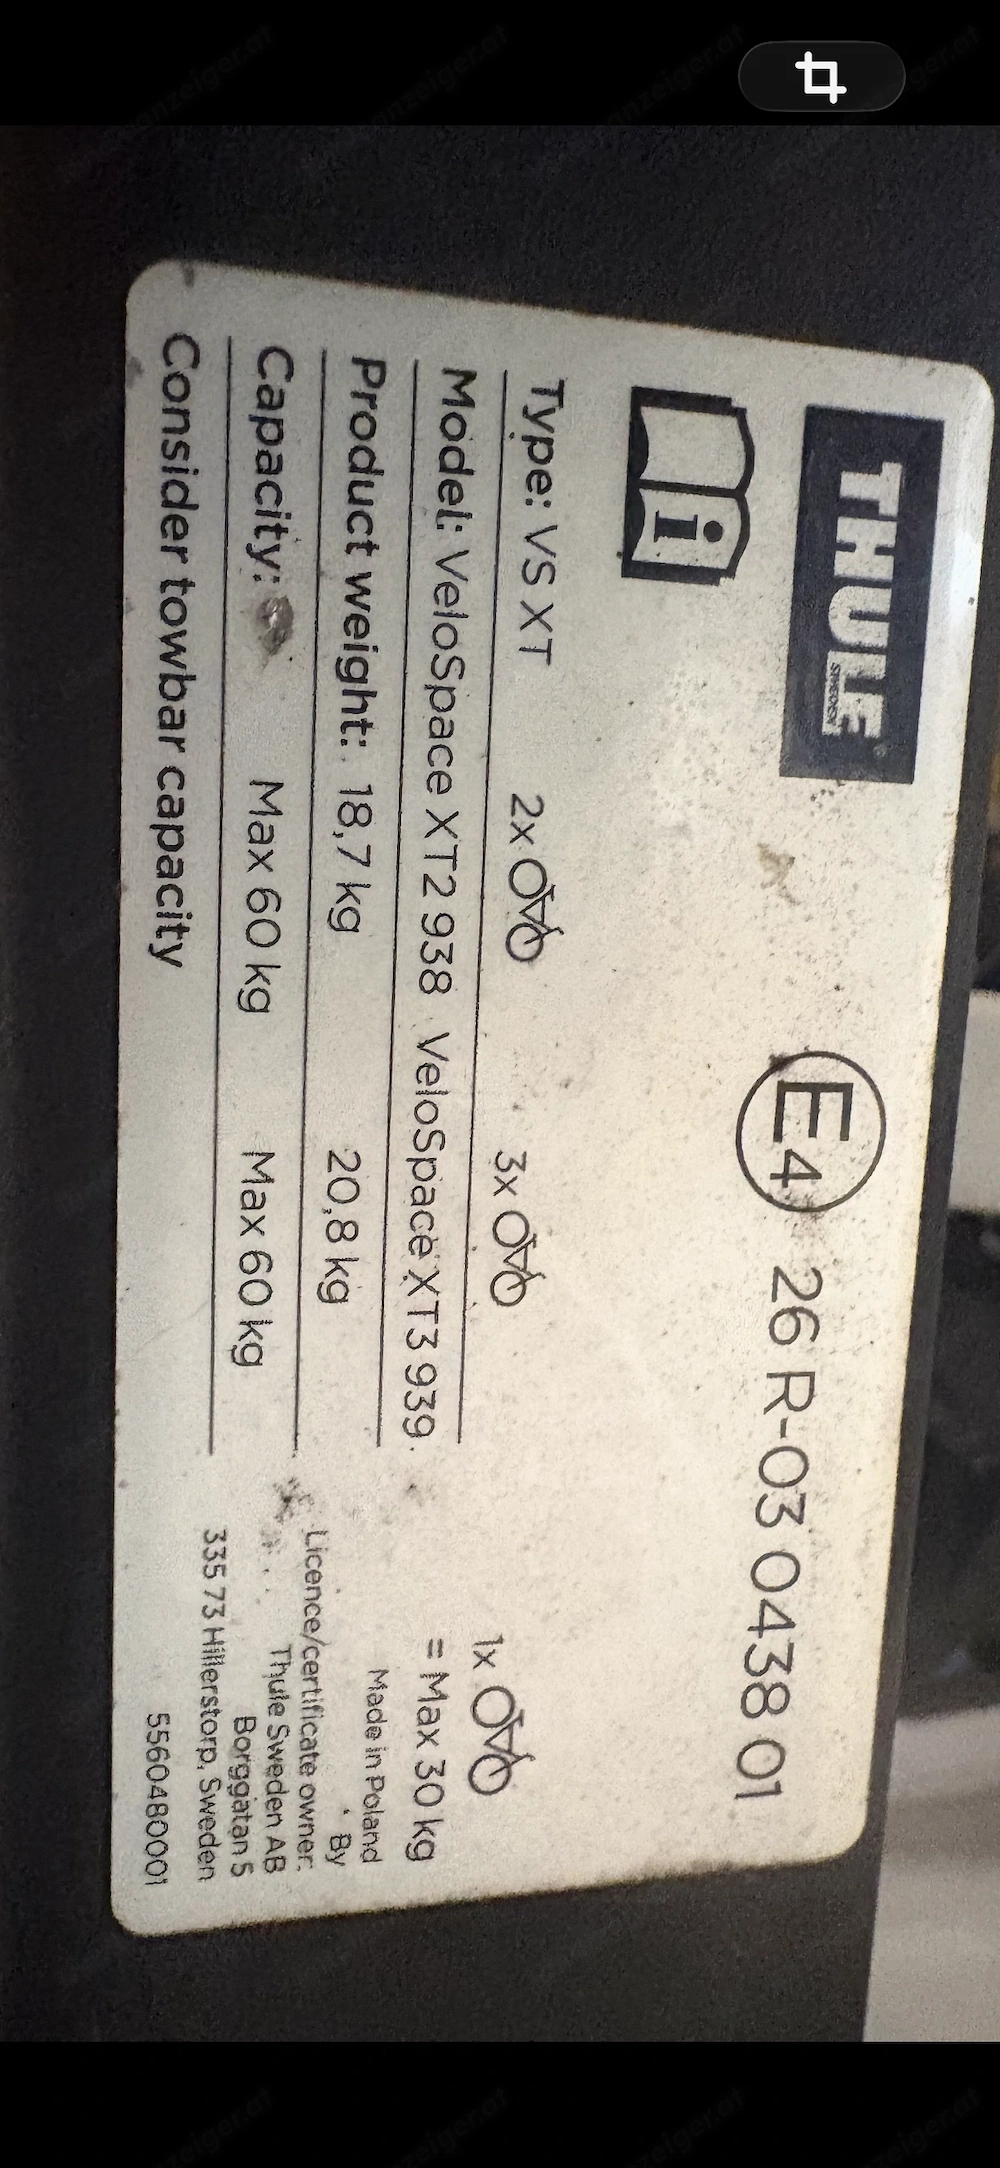 THULE
SWEDEN
E4 26 R-03 0438 01
i
Type: VS XT 2x 3x 1x
Model: VeloSpace XT2 938 VeloSpace XT3 939 = Max 30 kg
Product weight: 18,7 kg 20,8 kg
Capacity: Max 60 kg Max 60 kg
Consider towbar capacity
Made in Poland
By
Licence/certificate owner:
Thule Sweden AB
Borggatan 5
335 73 Hillerstorp, Sweden
5560480001